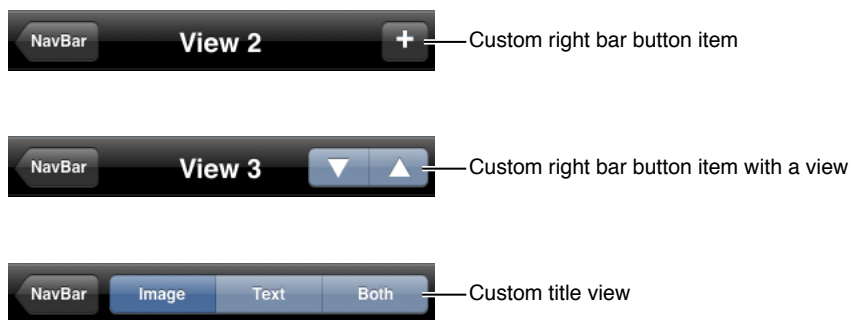 NavBar View 2 + Custom right bar button item
NavBar View 3 Custom right bar button item with a view
NavBar Image Text Both Custom title view